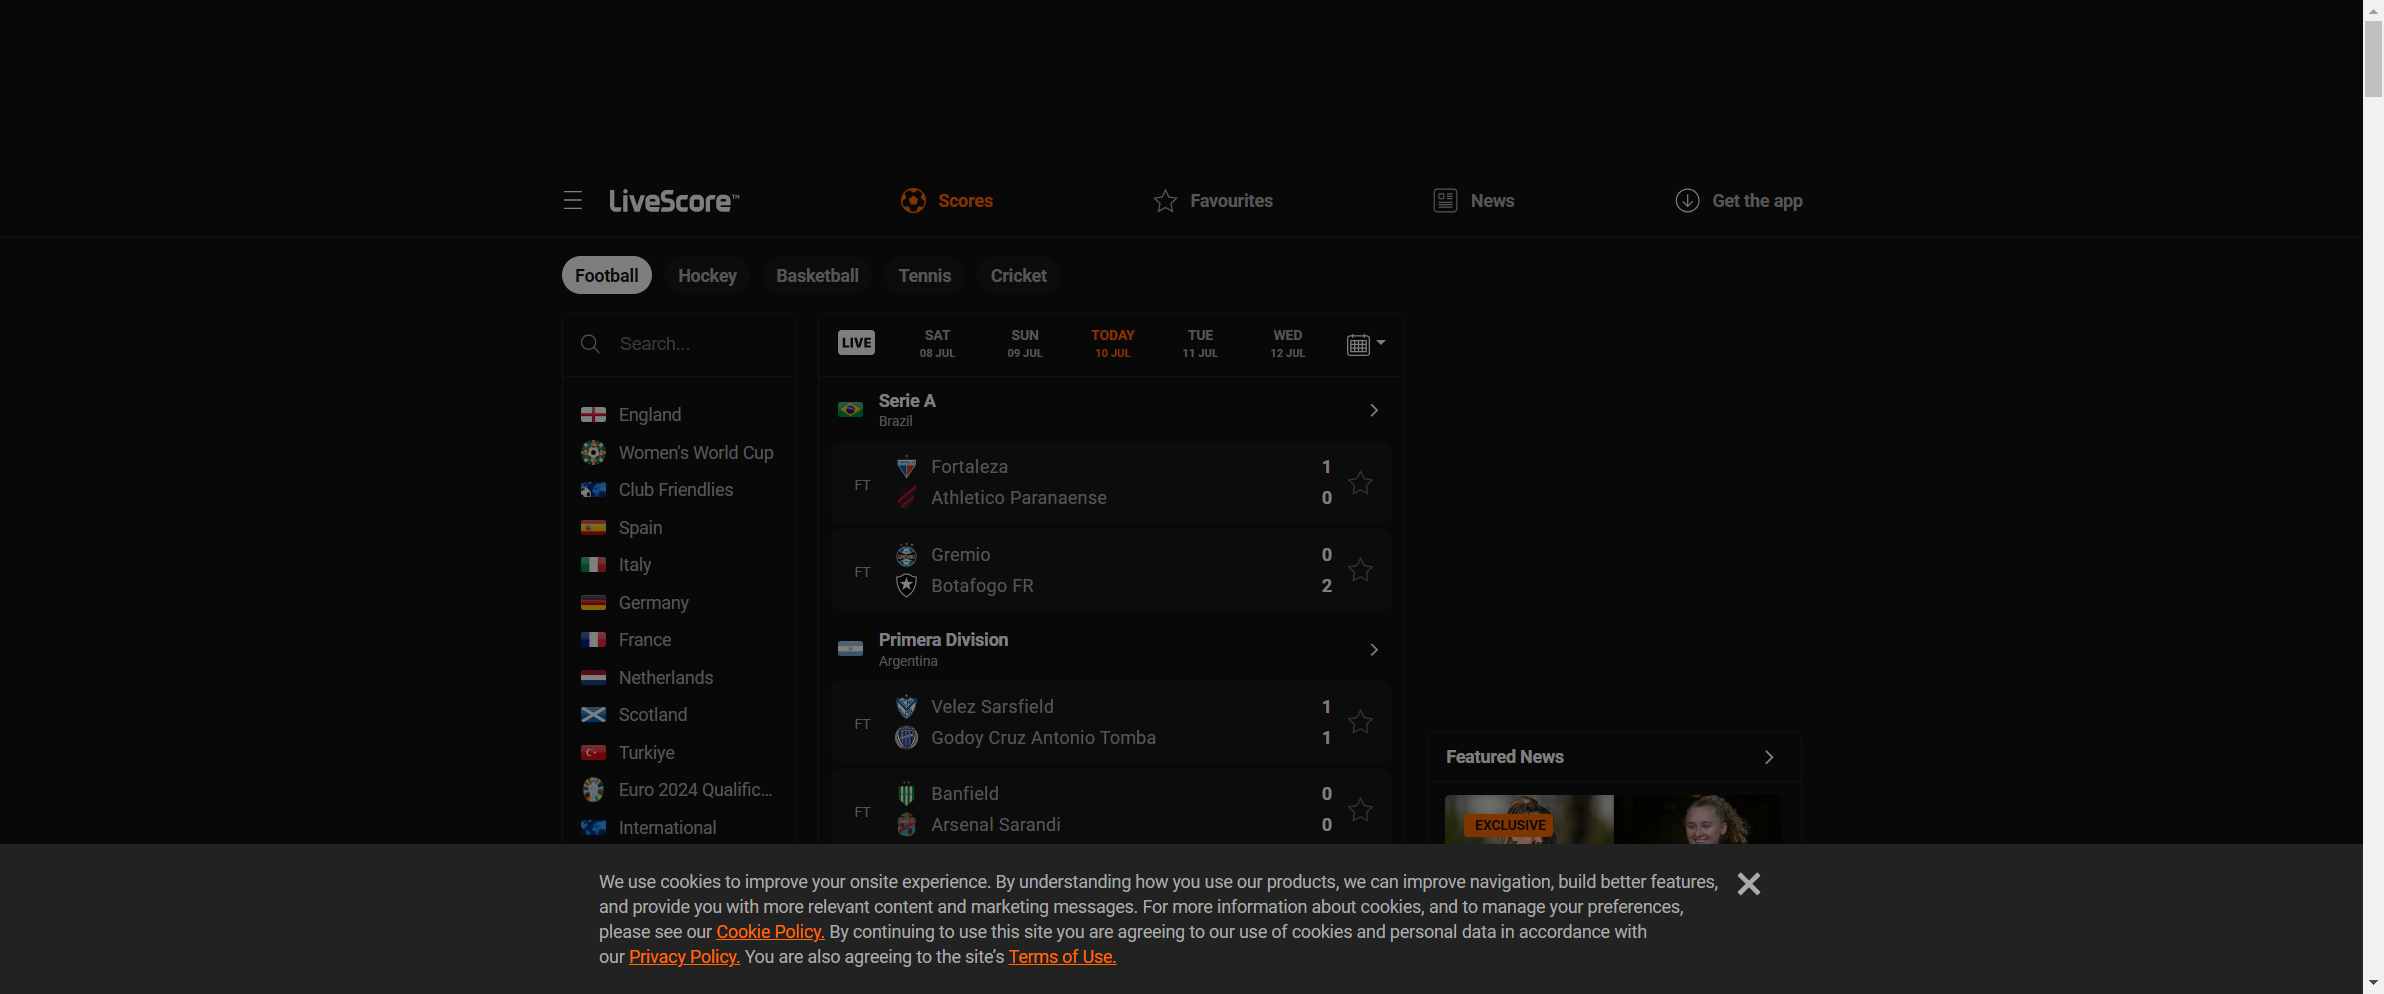 LiveScore™
Scores
Favourites
News
Get the app
Football
Hockey
Basketball
Tennis
Cricket
Search...
England
Women's World Cup
Club Friendlies
Spain
Italy
Germany
France
Netherlands
Scotland
Turkiye
Euro 2024 Qualific...
International
LIVE
SAT
08 JUL
SUN
09 JUL
TODAY
10 JUL
TUE
11 JUL
WED
12 JUL
Serie A
Brazil
FT
Fortaleza 1
Athletico Paranaense 0
FT
Gremio 0
Botafogo FR 2
Primera Division
Argentina
FT
Velez Sarsfield 1
Godoy Cruz Antonio Tomba 1
FT
Banfield 0
Arsenal Sarandi 0
Featured News
EXCLUSIVE
We use cookies to improve your onsite experience. By understanding how you use our products, we can improve navigation, build better features,
and provide you with more relevant content and marketing messages. For more information about cookies, and to manage your preferences,
please see our Cookie Policy. By continuing to use this site you are agreeing to our use of cookies and personal data in accordance with
our Privacy Policy. You are also agreeing to the site’s Terms of Use.